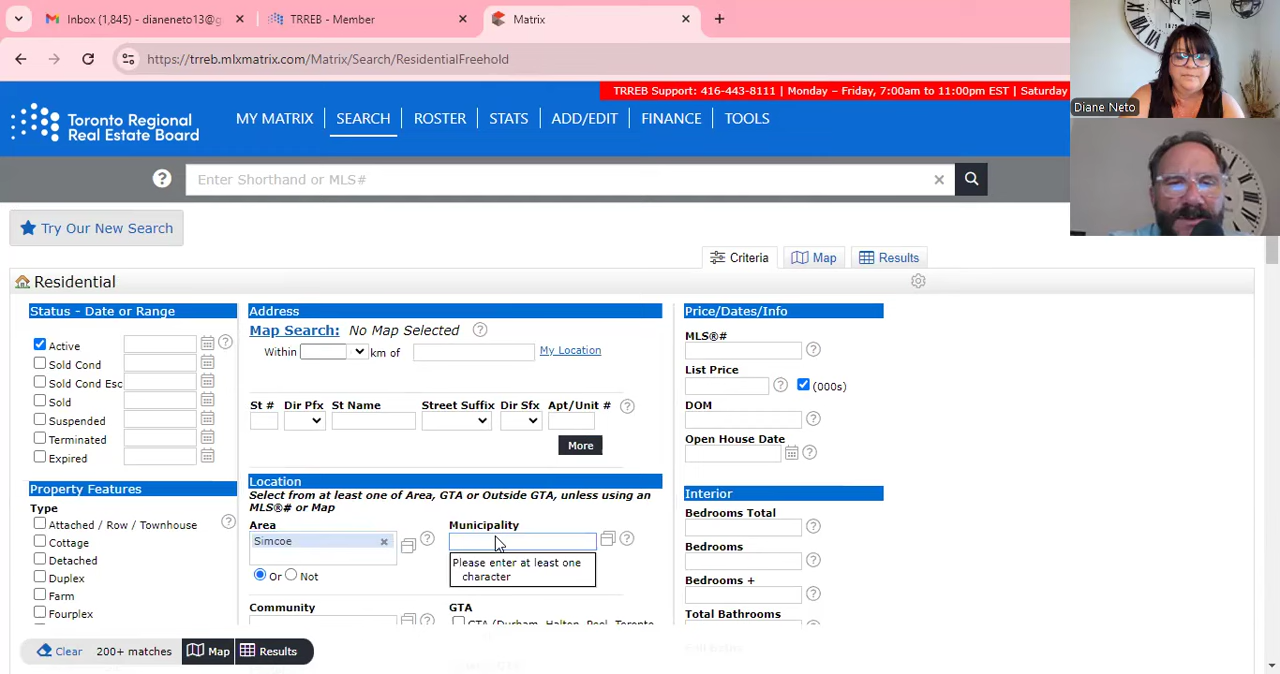 Inbox (1,845) - dianeneto13@g
TRREB - Member
Matrix
https://trreb.mlxmatrix.com/Matrix/Search/ResidentialFreehold
Diane Neto
TRREB Support: 416-443-8111 | Monday – Friday, 7:00am to 11:00pm EST | Saturday
Toronto Regional
Real Estate Board
MY MATRIX
SEARCH
ROSTER
STATS
ADD/EDIT
FINANCE
TOOLS
Enter Shorthand or MLS#
Try Our New Search
Criteria
Map
Results
Residential
Status - Date or Range
Active
Sold Cond
Sold Cond Esc
Sold
Suspended
Terminated
Expired
Property Features
Type
Attached / Row / Townhouse
Cottage
Detached
Duplex
Farm
Fourplex
Address
Map Search: No Map Selected
Within km of My Location
St # Dir Pfx St Name Street Suffix Dir Sfx Apt/Unit #
More
Location
Select from at least one of Area, GTA or Outside GTA, unless using an
MLS®# or Map
Area
Simcoe
Or Not
Municipality
Please enter at least one
character
Community
GTA
GTA (Durham, Halton, Peel, Toronto
Price/Dates/Info
MLS®#
List Price
(000s)
DOM
Open House Date
Interior
Bedrooms Total
Bedrooms
Bedrooms +
Total Bathrooms
Clear
200+ matches
Map
Results